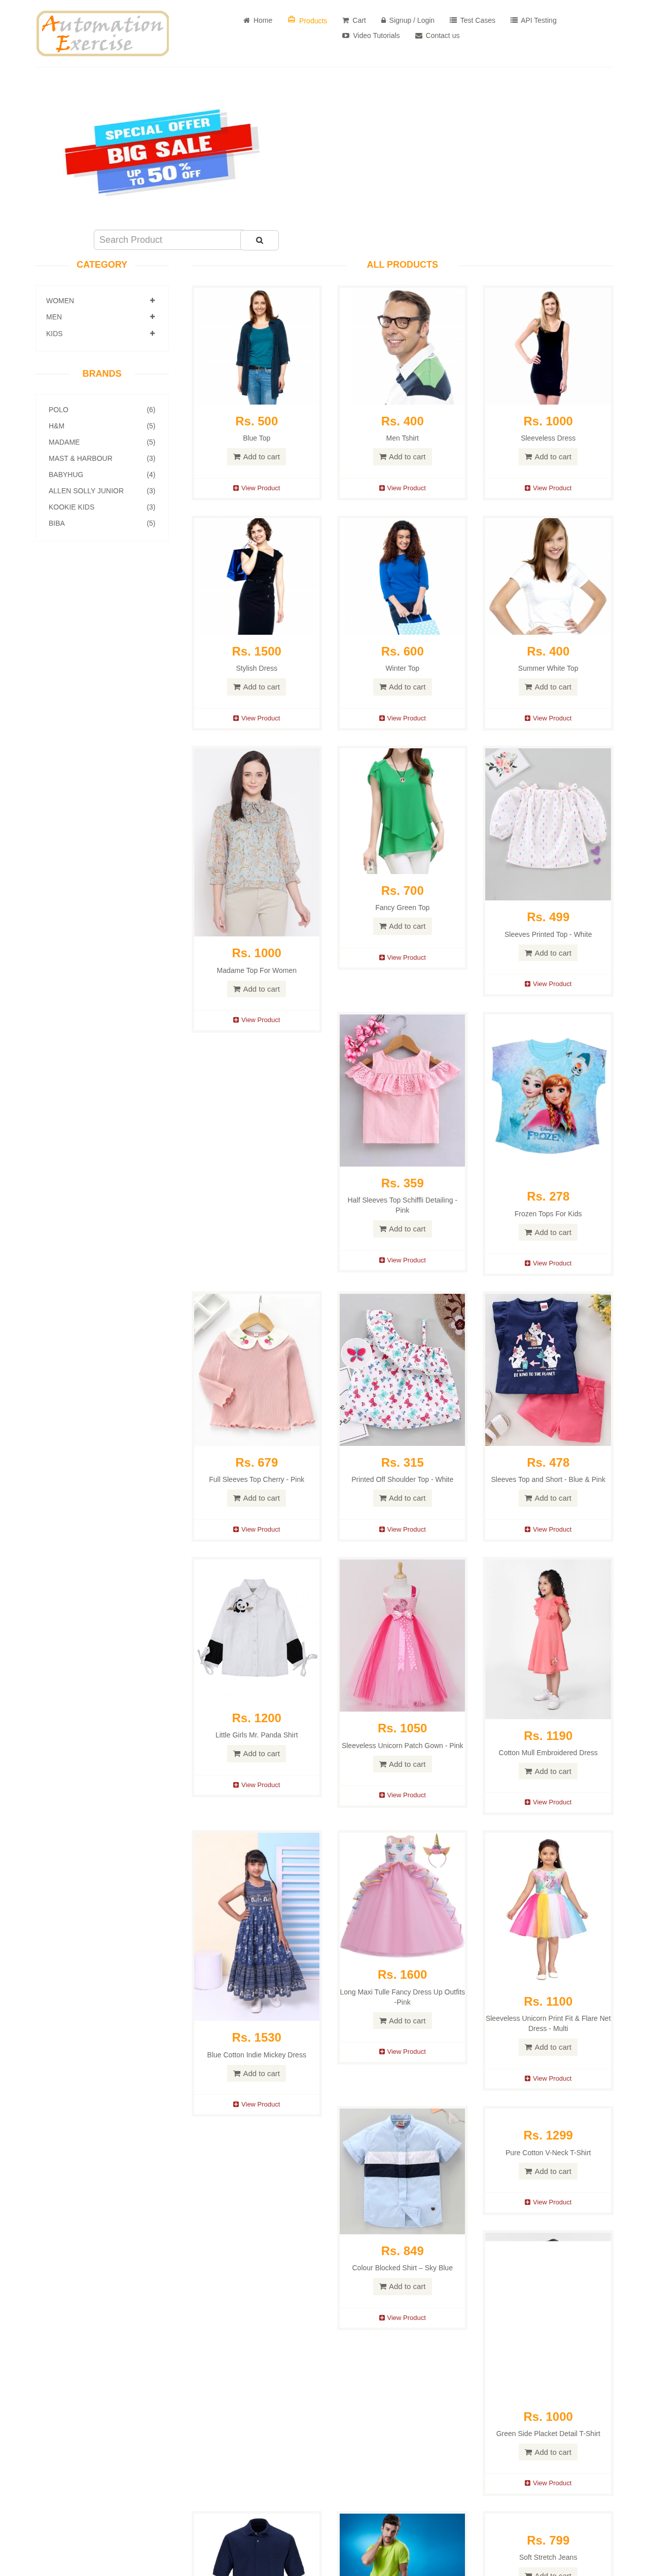 Automation
Exercise
Home
Products
Cart
Signup / Login
Test Cases
API Testing
Video Tutorials
Contact us
SPECIAL OFFER
BIG SALE
UP TO 50% OFF
Search Product
CATEGORY
WOMEN
MEN
KIDS
BRANDS
POLO (6)
H&M (5)
MADAME (5)
MAST & HARBOUR (3)
BABYHUG (4)
ALLEN SOLLY JUNIOR (3)
KOOKIE KIDS (3)
BIBA (5)
ALL PRODUCTS
Rs. 500
Blue Top
Add to cart
View Product
Rs. 400
Men Tshirt
Add to cart
View Product
Rs. 1000
Sleeveless Dress
Add to cart
View Product
Rs. 1500
Stylish Dress
Add to cart
View Product
Rs. 600
Winter Top
Add to cart
View Product
Rs. 400
Summer White Top
Add to cart
View Product
Rs. 1000
Madame Top For Women
Add to cart
View Product
Rs. 700
Fancy Green Top
Add to cart
View Product
Rs. 499
Sleeves Printed Top - White
Add to cart
View Product
Rs. 359
Half Sleeves Top Schiffli Detailing -
Pink
Add to cart
View Product
FROZEN
Rs. 278
Frozen Tops For Kids
Add to cart
View Product
Rs. 679
Full Sleeves Top Cherry - Pink
Add to cart
View Product
Rs. 315
Printed Off Shoulder Top - White
Add to cart
View Product
BE KIND TO THE PLANET
Rs. 478
Sleeves Top and Short - Blue & Pink
Add to cart
View Product
Rs. 1200
Little Girls Mr. Panda Shirt
Add to cart
View Product
Rs. 1050
Sleeveless Unicorn Patch Gown - Pink
Add to cart
View Product
Rs. 1190
Cotton Mull Embroidered Dress
Add to cart
View Product
Rs. 1530
Blue Cotton Indie Mickey Dress
Add to cart
View Product
Rs. 1600
Long Maxi Tulle Fancy Dress Up Outfits
-Pink
Add to cart
View Product
Rs. 1100
Sleeveless Unicorn Print Fit & Flare Net
Dress - Multi
Add to cart
View Product
Rs. 849
Colour Blocked Shirt – Sky Blue
Add to cart
View Product
Rs. 1299
Pure Cotton V-Neck T-Shirt
Add to cart
View Product
Rs. 1000
Green Side Placket Detail T-Shirt
Add to cart
View Product
Rs. 799
Soft Stretch Jeans
Add to cart